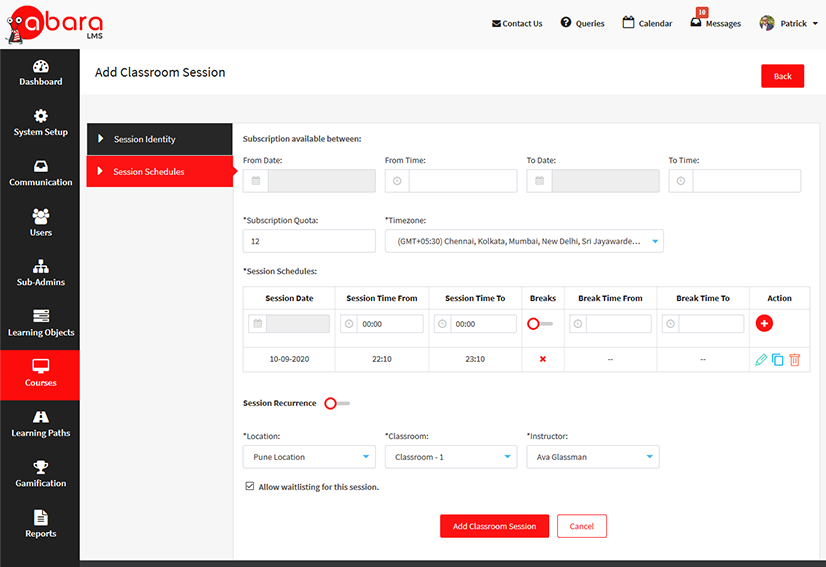 abara
LMS
Contact Us
Queries
Calendar
10
Messages
Patrick
Dashboard
System Setup
Communication
Users
Sub-Admins
Learning Objects
Courses
Learning Paths
Gamification
Reports
Add Classroom Session
Back
Session Identity
Session Schedules
Subscription available between:
From Date: From Time: To Date: To Time:
*Subscription Quota: *Timezone:
12 (GMT+05:30) Chennai, Kolkata, Mumbai, New Delhi, Sri Jayawarde...
*Session Schedules:
Session Date Session Time From Session Time To Breaks Break Time From Break Time To Action
00:00 00:00
10-09-2020 22:10 23:10 -- --
Session Recurrence
*Location: *Classroom: *Instructor:
Pune Location Classroom - 1 Ava Glassman
Allow waitlisting for this session.
Add Classroom Session Cancel